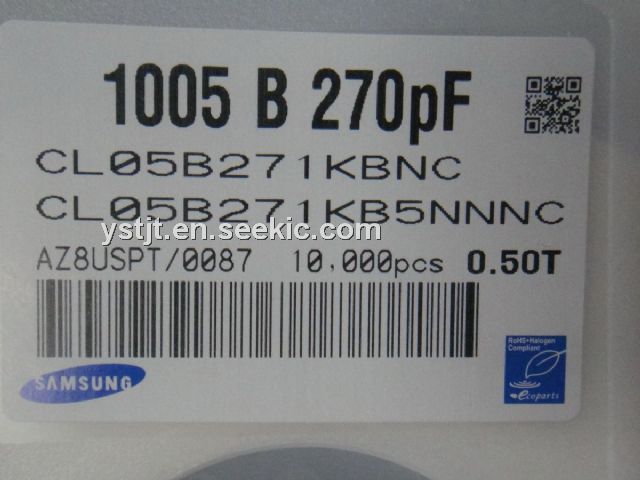 1005 B 270pF
CL05B271KBNC
CL05B271KB5NNNC
ystjt.en.seekic.com
AZ8USPT/0087 10,000pcs 0.50T
RoHS•Halogen
Compliant
SAMSUNG
ecoparts